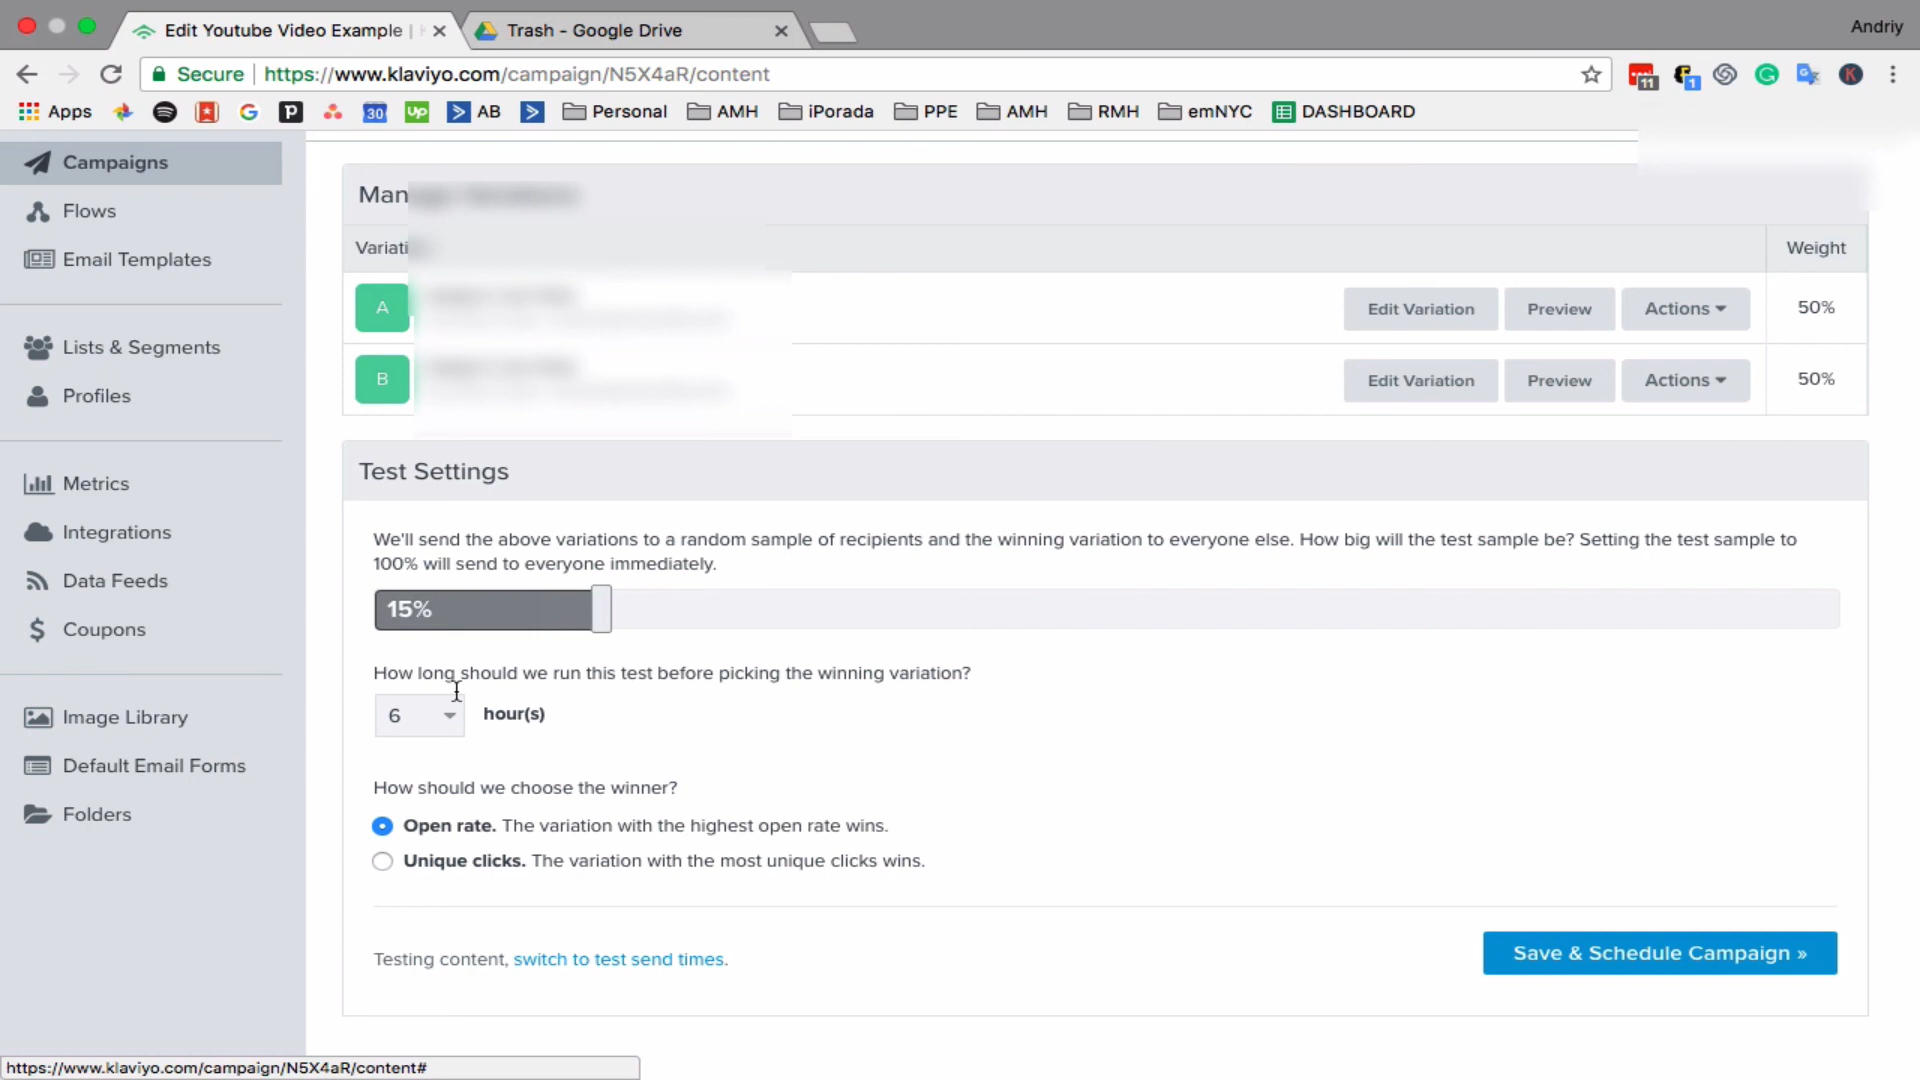 Edit Youtube Video Example |
Trash - Google Drive
Andriy
Secure
https://www.klaviyo.com/campaign/N5X4aR/content
11
1
K
Apps
P
30
up
AB
Personal
AMH
iPorada
PPE
AMH
RMH
emNYC
DASHBOARD
Campaigns
Flows
Email Templates
Lists & Segments
Profiles
Metrics
Integrations
Data Feeds
$ Coupons
Image Library
Default Email Forms
Folders
Weight
A
Edit Variation
Preview
Actions
50%
B
Edit Variation
Preview
Actions
50%
Test Settings
We'll send the above variations to a random sample of recipients and the winning variation to everyone else. How big will the test sample be? Setting the test sample to
100% will send to everyone immediately.
15%
How long should we run this test before picking the winning variation?
6
hour(s)
How should we choose the winner?
Open rate. The variation with the highest open rate wins.
Unique clicks. The variation with the most unique clicks wins.
Testing content, switch to test send times.
Save & Schedule Campaign »
https://www.klaviyo.com/campaign/N5X4aR/content#